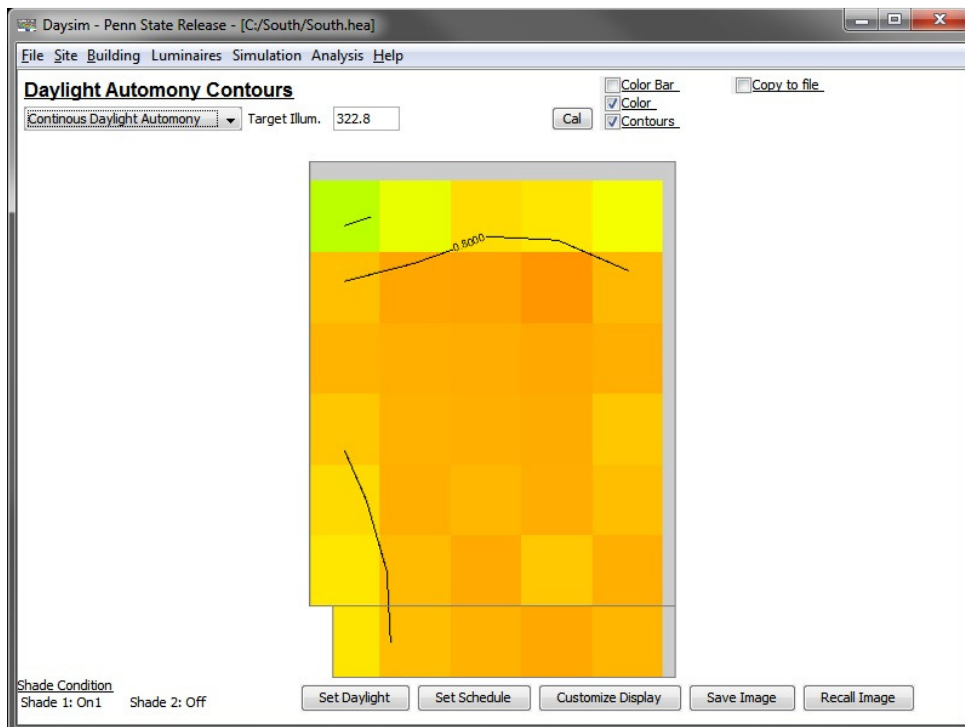 Daysim - Penn State Release - [C:/South/South.hea]
File Site Building Luminaires Simulation Analysis Help
Daylight Automony Contours
Color Bar
Copy to file
Continous Daylight Automony Target Illum. 322.8
Cal
Color
Contours
0.8000
Shade Condition
Shade 1: On1 Shade 2: Off
Set Daylight Set Schedule Customize Display Save Image Recall Image